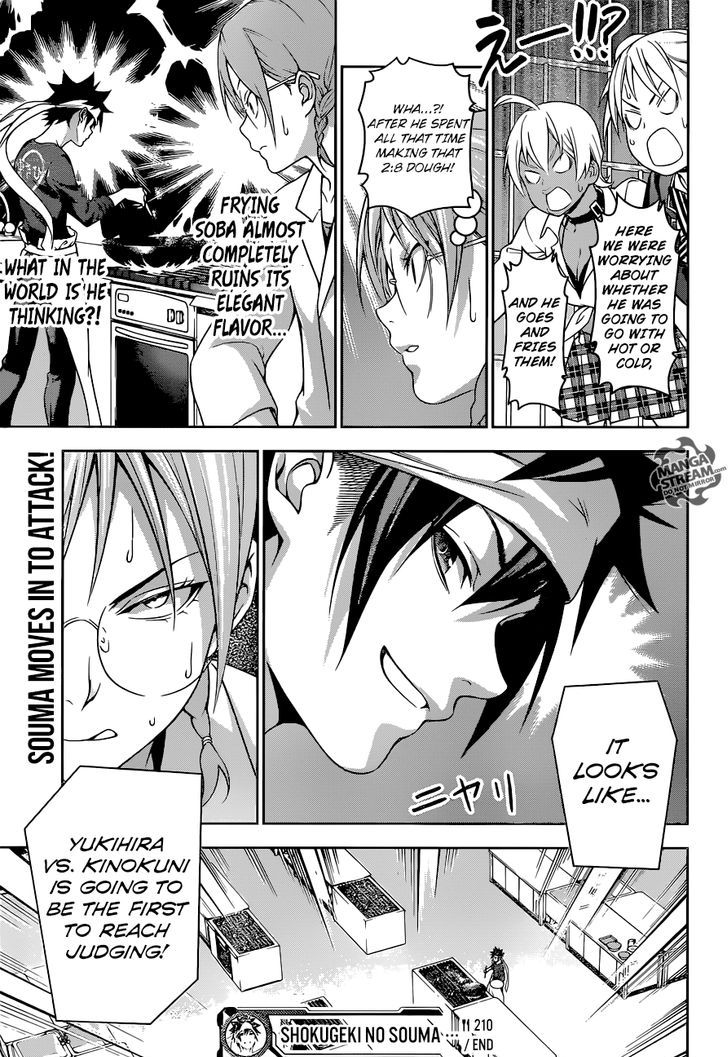 えー!!!?
HERE
WE WERE
WORRYING
ABOUT
WHETHER
HE WAS
GOING TO
GO WITH
HOT OR
COLD,
AND HE
GOES
AND
FRIES
THEM!
WHA...?!
AFTER HE SPENT
ALL THAT TIME
MAKING THAT
2:8 DOUGH!
FRYING
SOBA ALMOST
COMPLETELY
RUINS ITS
ELEGANT
FLAVOR...
WHAT IN THE
WORLD IS HE
THINKING?!
MANGA
STREAM.com
DO NOT MIRROR
IT
LOOKS
LIKE...
ニヤリ
SOUMA MOVES IN TO ATTACK!
YUKIHIRA
VS. KINOKUNI
IS GOING TO
BE THE FIRST
TO REACH
JUDGING!
SHOKUGEKI NO SOUMA ...
210
/ END